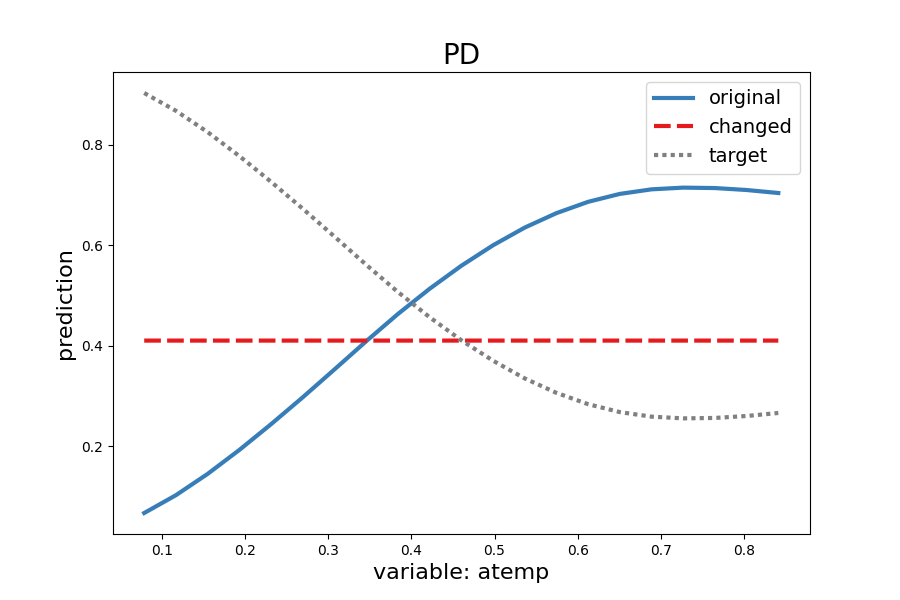 PD
original
changed
target
prediction
0.8
0.6
0.4
0.2
0.1 0.2 0.3 0.4 0.5 0.6 0.7 0.8
variable: atemp